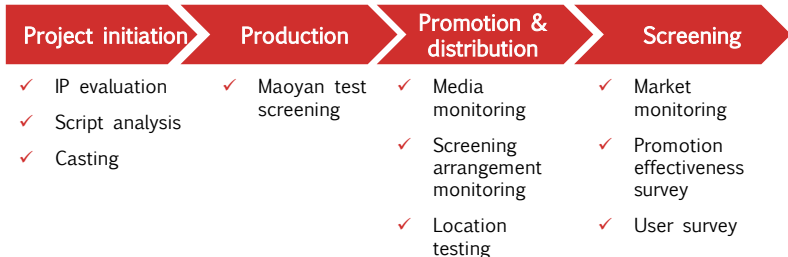 Project initiation
Production
Promotion &
distribution
Screening
✓ IP evaluation
✓ Script analysis
✓ Casting
✓ Maoyan test
screening
✓ Media
monitoring
✓ Screening
arrangement
monitoring
✓ Location
testing
✓ Market
monitoring
✓ Promotion
effectiveness
survey
✓ User survey